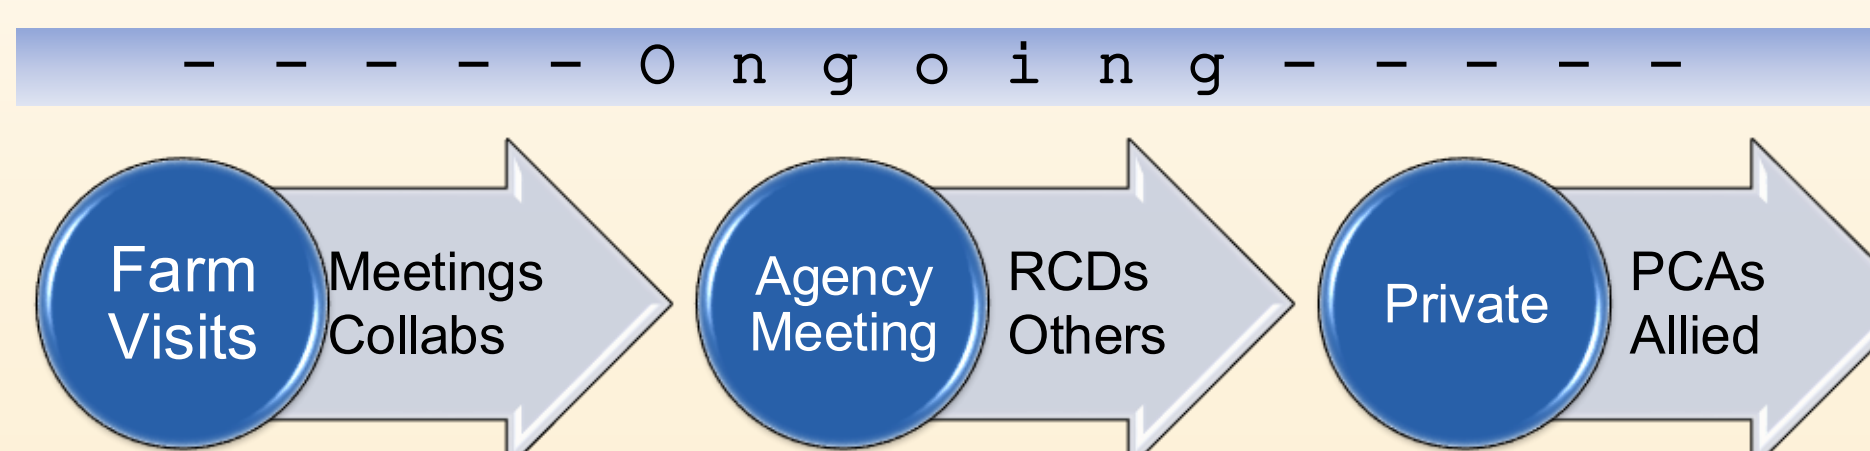 - - - - - O n g o i n g - - - - -
Farm
Visits
Meetings
Collabs
Agency
Meeting
RCDs
Others
Private
PCAs
Allied